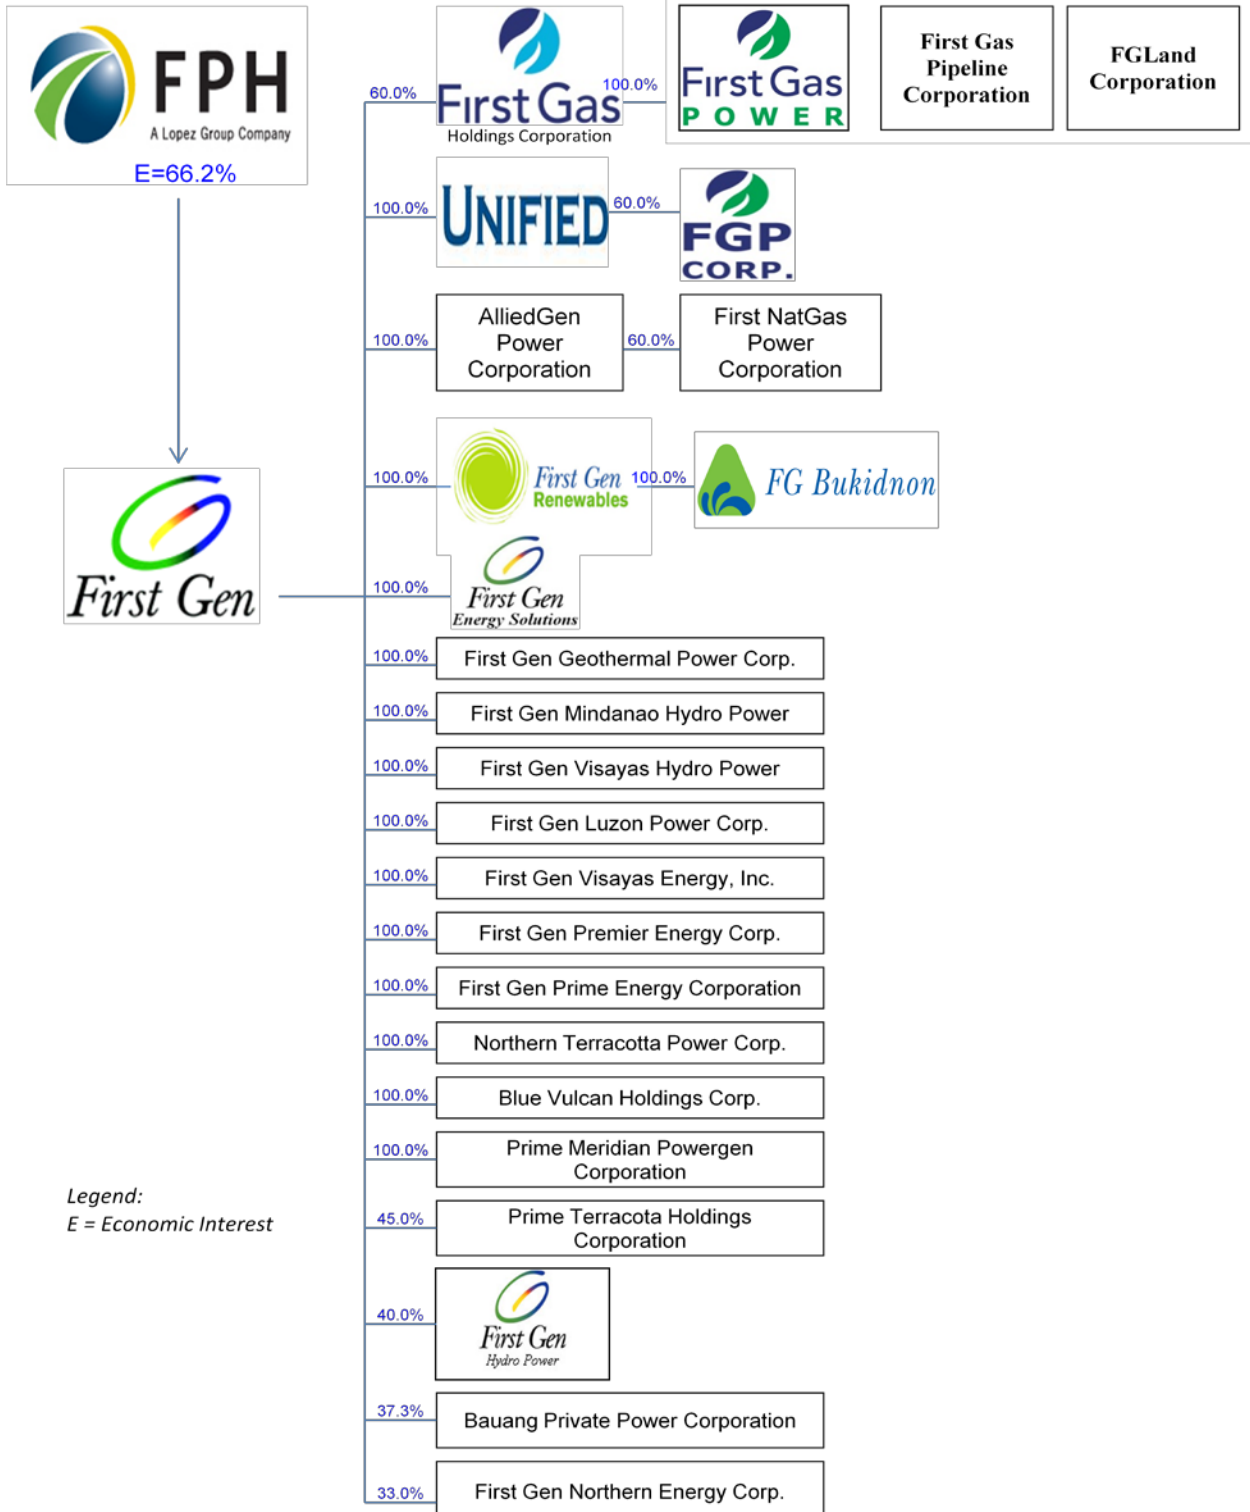 FPH
A Lopez Group Company
E=66.2%
60.0%
First Gas
Holdings Corporation
100.0%
First Gas
POWER
First Gas
Pipeline
Corporation
FGLand
Corporation
100.0%
UNIFIED
60.0%
FGP
CORP.
100.0%
AlliedGen
Power
Corporation
60.0%
First NatGas
Power
Corporation
100.0%
First Gen
Renewables
100.0%
FG Bukidnon
First Gen
100.0%
First Gen
Energy Solutions
100.0%
First Gen Geothermal Power Corp.
100.0%
First Gen Mindanao Hydro Power
100.0%
First Gen Visayas Hydro Power
100.0%
First Gen Luzon Power Corp.
100.0%
First Gen Visayas Energy, Inc.
100.0%
First Gen Premier Energy Corp.
100.0%
First Gen Prime Energy Corporation
100.0%
Northern Terracotta Power Corp.
100.0%
Blue Vulcan Holdings Corp.
100.0%
Prime Meridian Powergen
Corporation
Legend:
E = Economic Interest
45.0%
Prime Terracota Holdings
Corporation
40.0%
First Gen
Hydro Power
37.3%
Bauang Private Power Corporation
33.0%
First Gen Northern Energy Corp.